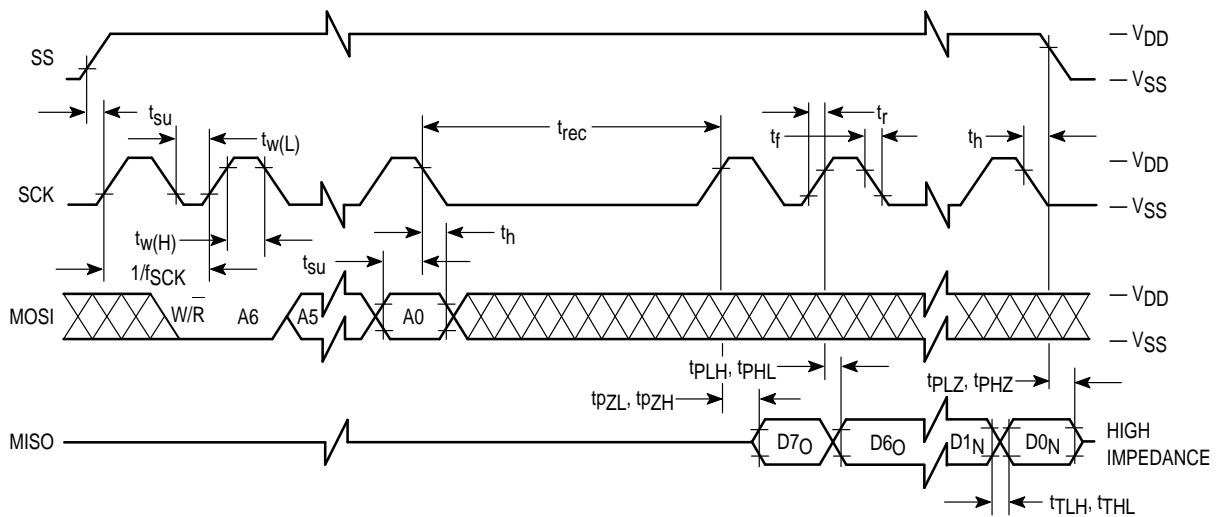 SS
V_DD
V_SS
t_su
t_w(L)
t_rec
t_f
t_r
t_h
SCK
V_DD
V_SS
t_w(H)
1/f_SCK
t_su
t_h
MOSI
W/R̅
A6
A5
A0
V_DD
V_SS
t_PLH, t_PHL
t_PLZ, t_PHZ
t_PZL, t_PZH
MISO
D7_O
D6_O
D1_N
D0_N
HIGH
IMPEDANCE
t_TLH, t_THL